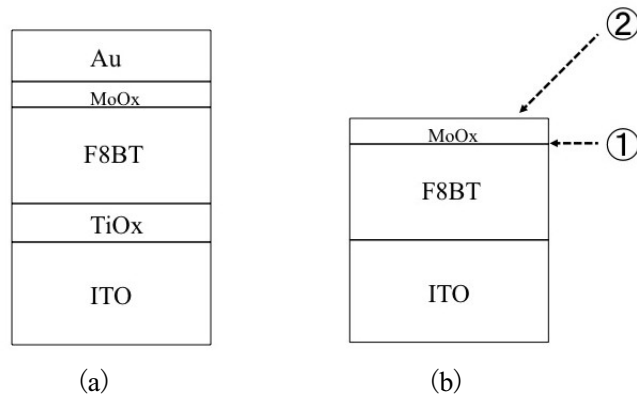 Au
MoOx
F8BT
TiOx
ITO
(a)
②
①
MoOx
F8BT
ITO
(b)